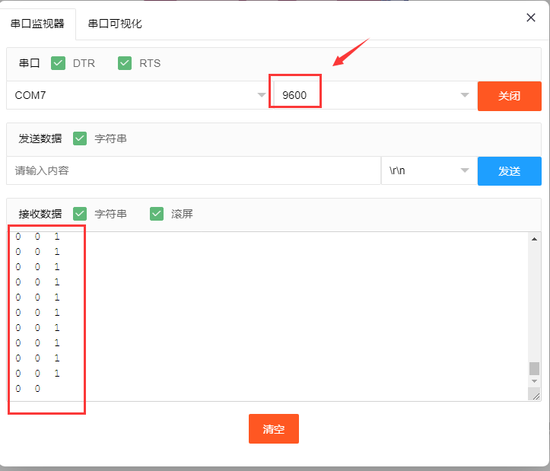 串口监视器 串口可视化
串口 DTR RTS
COM7 9600 关闭
发送数据 字符串
请输入内容 \r\n 发送
接收数据 字符串 滚屏
0 0 1
0 0 1
0 0 1
0 0 1
0 0 1
0 0 1
0 0 1
0 0 1
0 0 1
0 0 1
0 0
清空